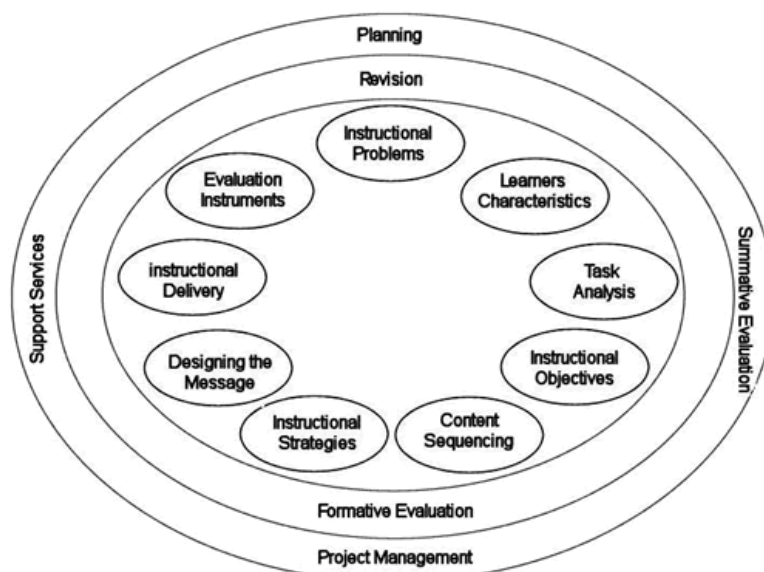 Planning
Revision
Instructional
Problems
Evaluation
Instruments
Learners
Characteristics
Support Services
Summative Evaluation
instructional
Delivery
Task
Analysis
Designing the
Message
Instructional
Objectives
Instructional
Strategies
Content
Sequencing
Formative Evaluation
Project Management